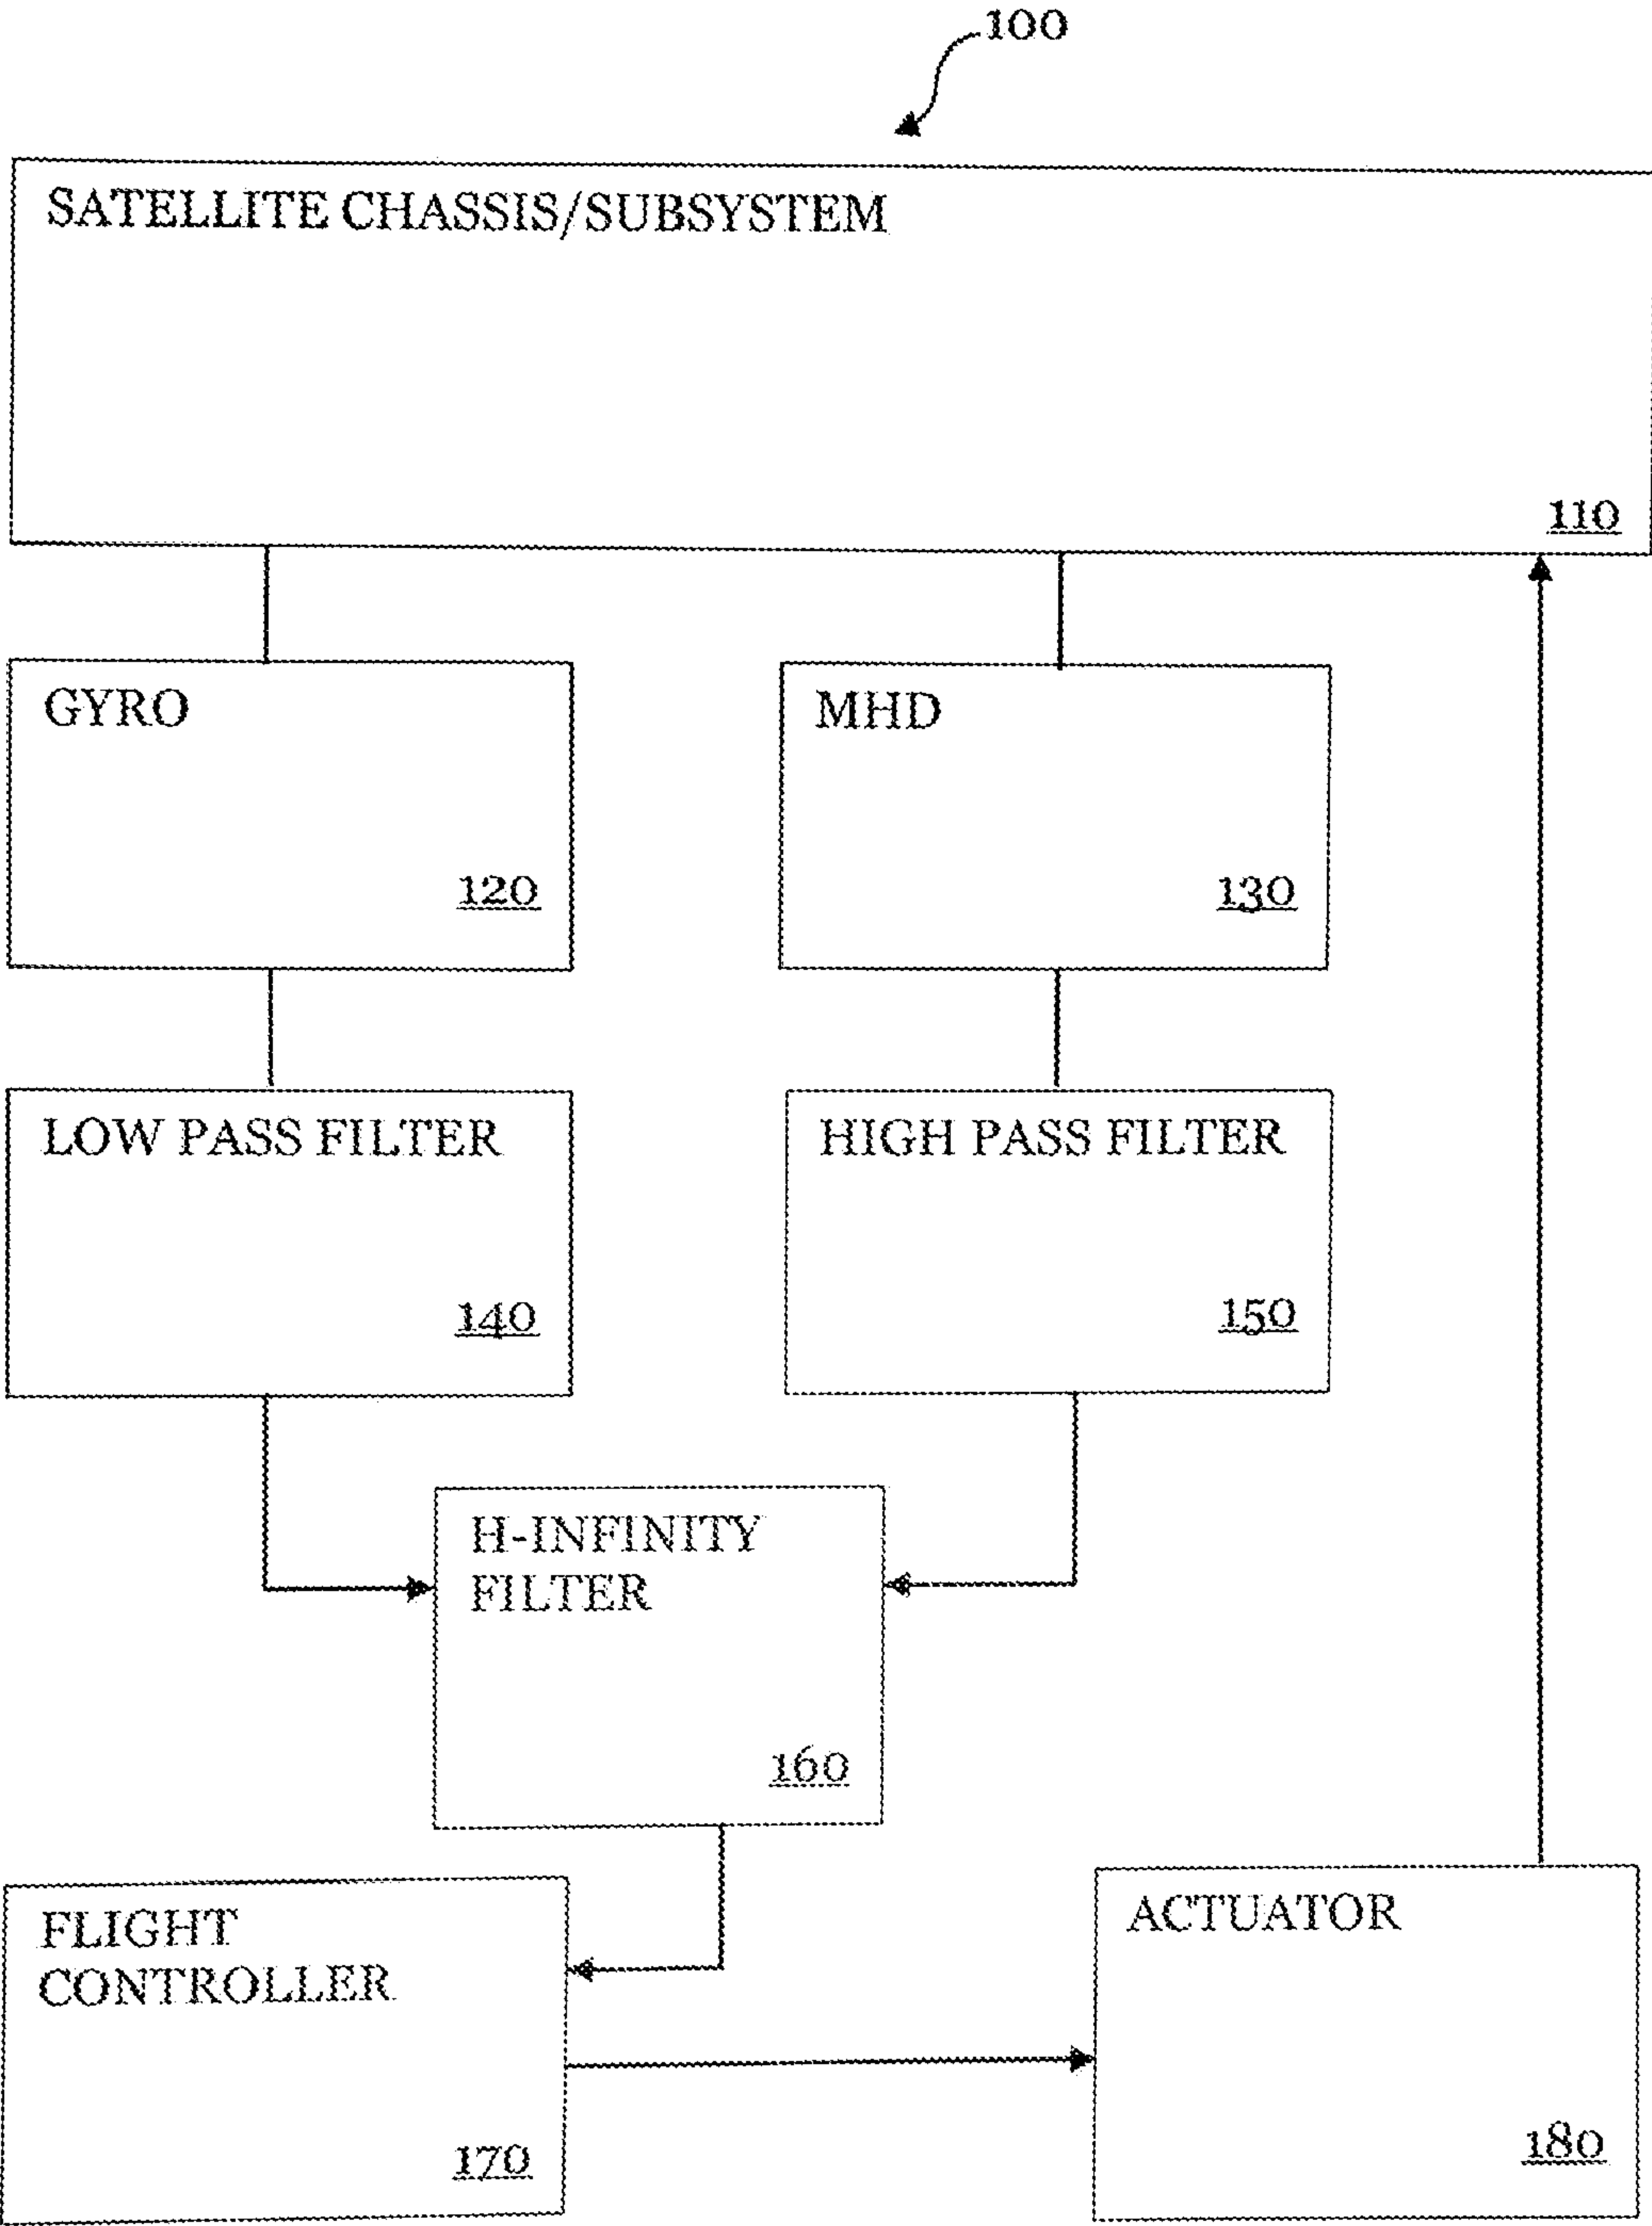 100
SATELLITE CHASSIS/SUBSYSTEM
110
GYRO
120
MHD
130
LOW PASS FILTER
140
HIGH PASS FILTER
150
H-INFINITY
FILTER
160
FLIGHT
CONTROLLER
170
ACTUATOR
180